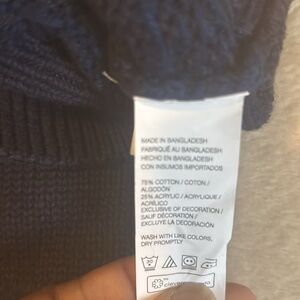 MADE IN BANGLADESH
FABRIQUÉ AU BANGLADESH
HECHO EN BANGLADESH
CON INSUMOS IMPORTADOS
75% COTTON / COTON /
ALGODÓN
25% ACRYLIC / ACRYLIQUE /
ACRÍLICO
EXCLUSIVE OF DECORATION /
SAUF DÉCORATION /
EXCLUYE LA DECORACIÓN
WASH WITH LIKE COLORS,
DRY PROMPTLY